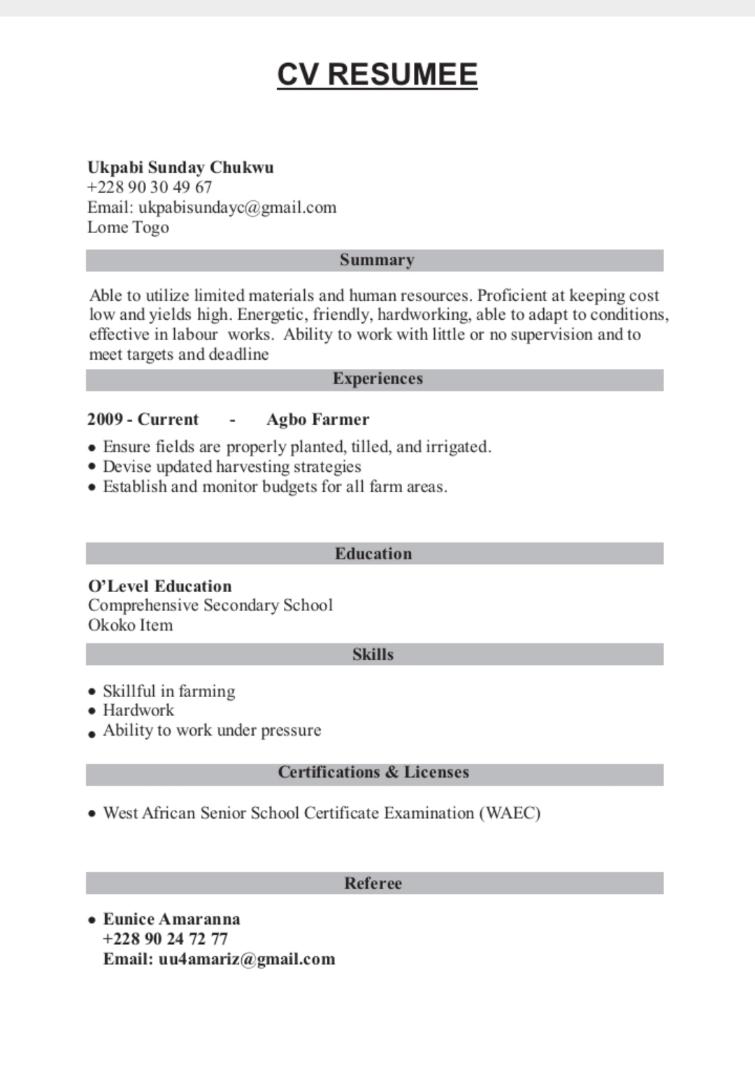 CV RESUMEE
Ukpabi Sunday Chukwu
+228 90 30 49 67
Email: ukpabisundayc@gmail.com
Lome Togo
Summary
Able to utilize limited materials and human resources. Proficient at keeping cost
low and yields high. Energetic, friendly, hardworking, able to adapt to conditions,
effective in labour works. Ability to work with little or no supervision and to
meet targets and deadline
Experiences
2009 - Current - Agbo Farmer
• Ensure fields are properly planted, tilled, and irrigated.
• Devise updated harvesting strategies
• Establish and monitor budgets for all farm areas.
Education
O’Level Education
Comprehensive Secondary School
Okoko Item
Skills
• Skillful in farming
• Hardwork
• Ability to work under pressure
Certifications & Licenses
• West African Senior School Certificate Examination (WAEC)
Referee
• Eunice Amaranna
+228 90 24 72 77
Email: uu4amariz@gmail.com